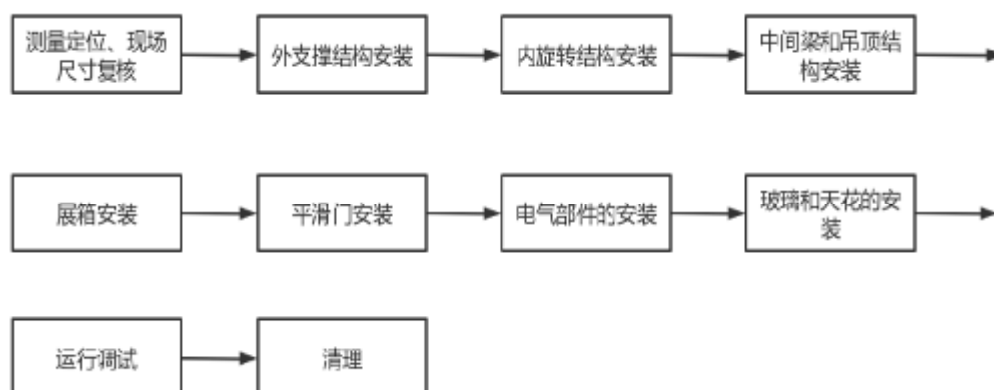 测量定位、现场
尺寸复核
外支撑结构安装
内旋转结构安装
中间梁和吊顶结
构安装
展箱安装
平滑门安装
电气部件的安装
玻璃和天花的安
装
运行调试
清理